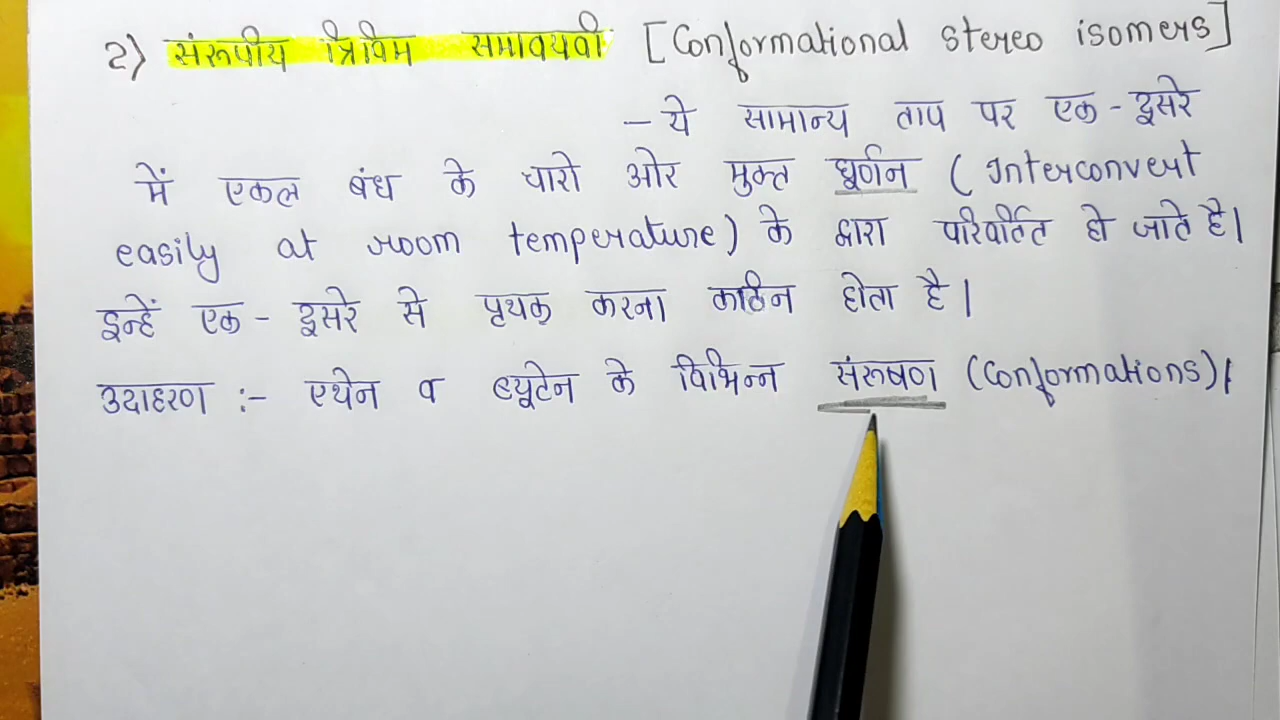 2) संरूपीय त्रिविम समावयवी [Conformational stereo isomers]
– ये सामान्य ताप पर एक - दूसरे
में एकल बंध के चारो ओर मुक्त घूर्णन (Interconvert
easily at room temperature) के द्वारा परिवर्तित हो जाते है।
इन्हें एक - दूसरे से पृथक करना कठिन होता है।
उदाहरण :- एथेन व ब्यूटेन के विभिन्न संरूषण (Conformations)।